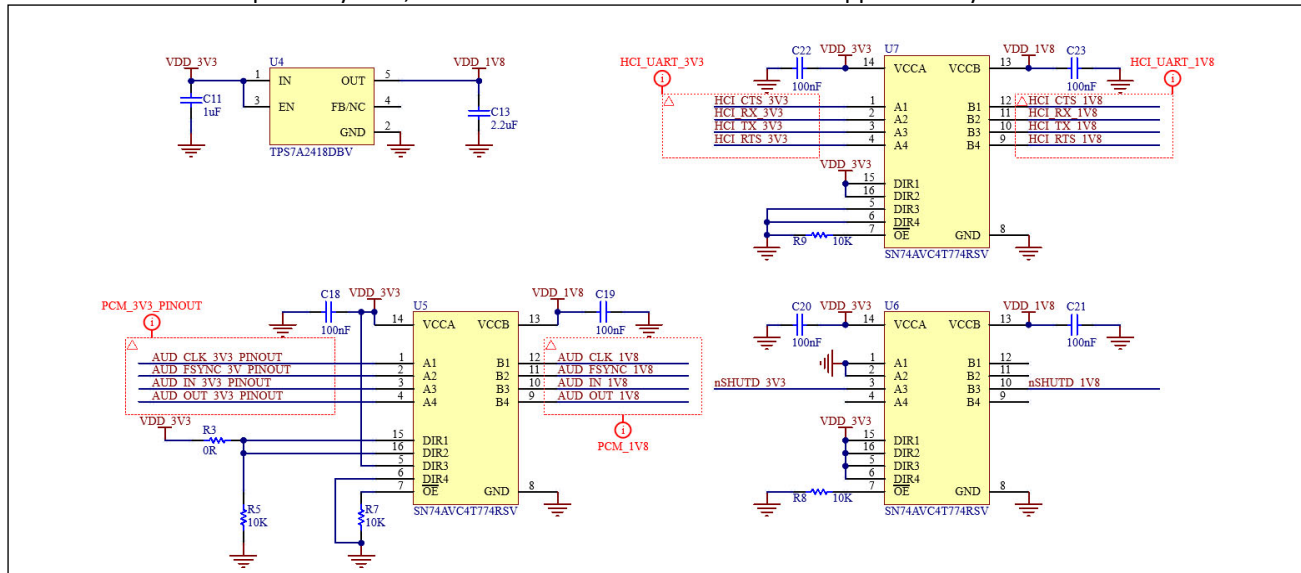 VDD_3V3
U4
VDD_1V8
1 IN OUT 5
3 EN FB/NC 4
GND 2
C11
1uF
C13
2.2uF
TPS7A2418DBV
HCI_UART_3V3
VDD_3V3
C22
100nF
U7
VDD_1V8
C23
100nF
HCI_UART_1V8
14 VCCA VCCB 13
HCI_CTS_3V3 1 A1 B1 12 HCI_CTS_1V8
HCI_RX_3V3 2 A2 B2 11 HCI_RX_1V8
HCI_TX_3V3 3 A3 B3 10 HCI_TX_1V8
HCI_RTS_3V3 4 A4 B4 9 HCI_RTS_1V8
VDD_3V3
15 DIR1
16 DIR2
5 DIR3
6 DIR4
7 OE GND 8
R9 10K
SN74AVC4T774RSV
PCM_3V3_PINOUT
C18
100nF
VDD_3V3
U5
VDD_1V8
C19
100nF
14 VCCA VCCB 13
AUD_CLK_3V3_PINOUT 1 A1 B1 12 AUD_CLK_1V8
AUD_FSYNC_3V_PINOUT 2 A2 B2 11 AUD_FSYNC_1V8
AUD_IN_3V3_PINOUT 3 A3 B3 10 AUD_IN_1V8
AUD_OUT_3V3_PINOUT 4 A4 B4 9 AUD_OUT_1V8
PCM_1V8
VDD_3V3
R3
0R
15 DIR1
16 DIR2
5 DIR3
6 DIR4
7 OE GND 8
R5
10K
R7
10K
SN74AVC4T774RSV
C20
100nF
VDD_3V3
U6
VDD_1V8
C21
100nF
14 VCCA VCCB 13
1 A1 B1 12
2 A2 B2 11
nSHUTD_3V3 3 A3 B3 10 nSHUTD_1V8
4 A4 B4 9
VDD_3V3
15 DIR1
16 DIR2
5 DIR3
6 DIR4
7 OE GND 8
R8 10K
SN74AVC4T774RSV